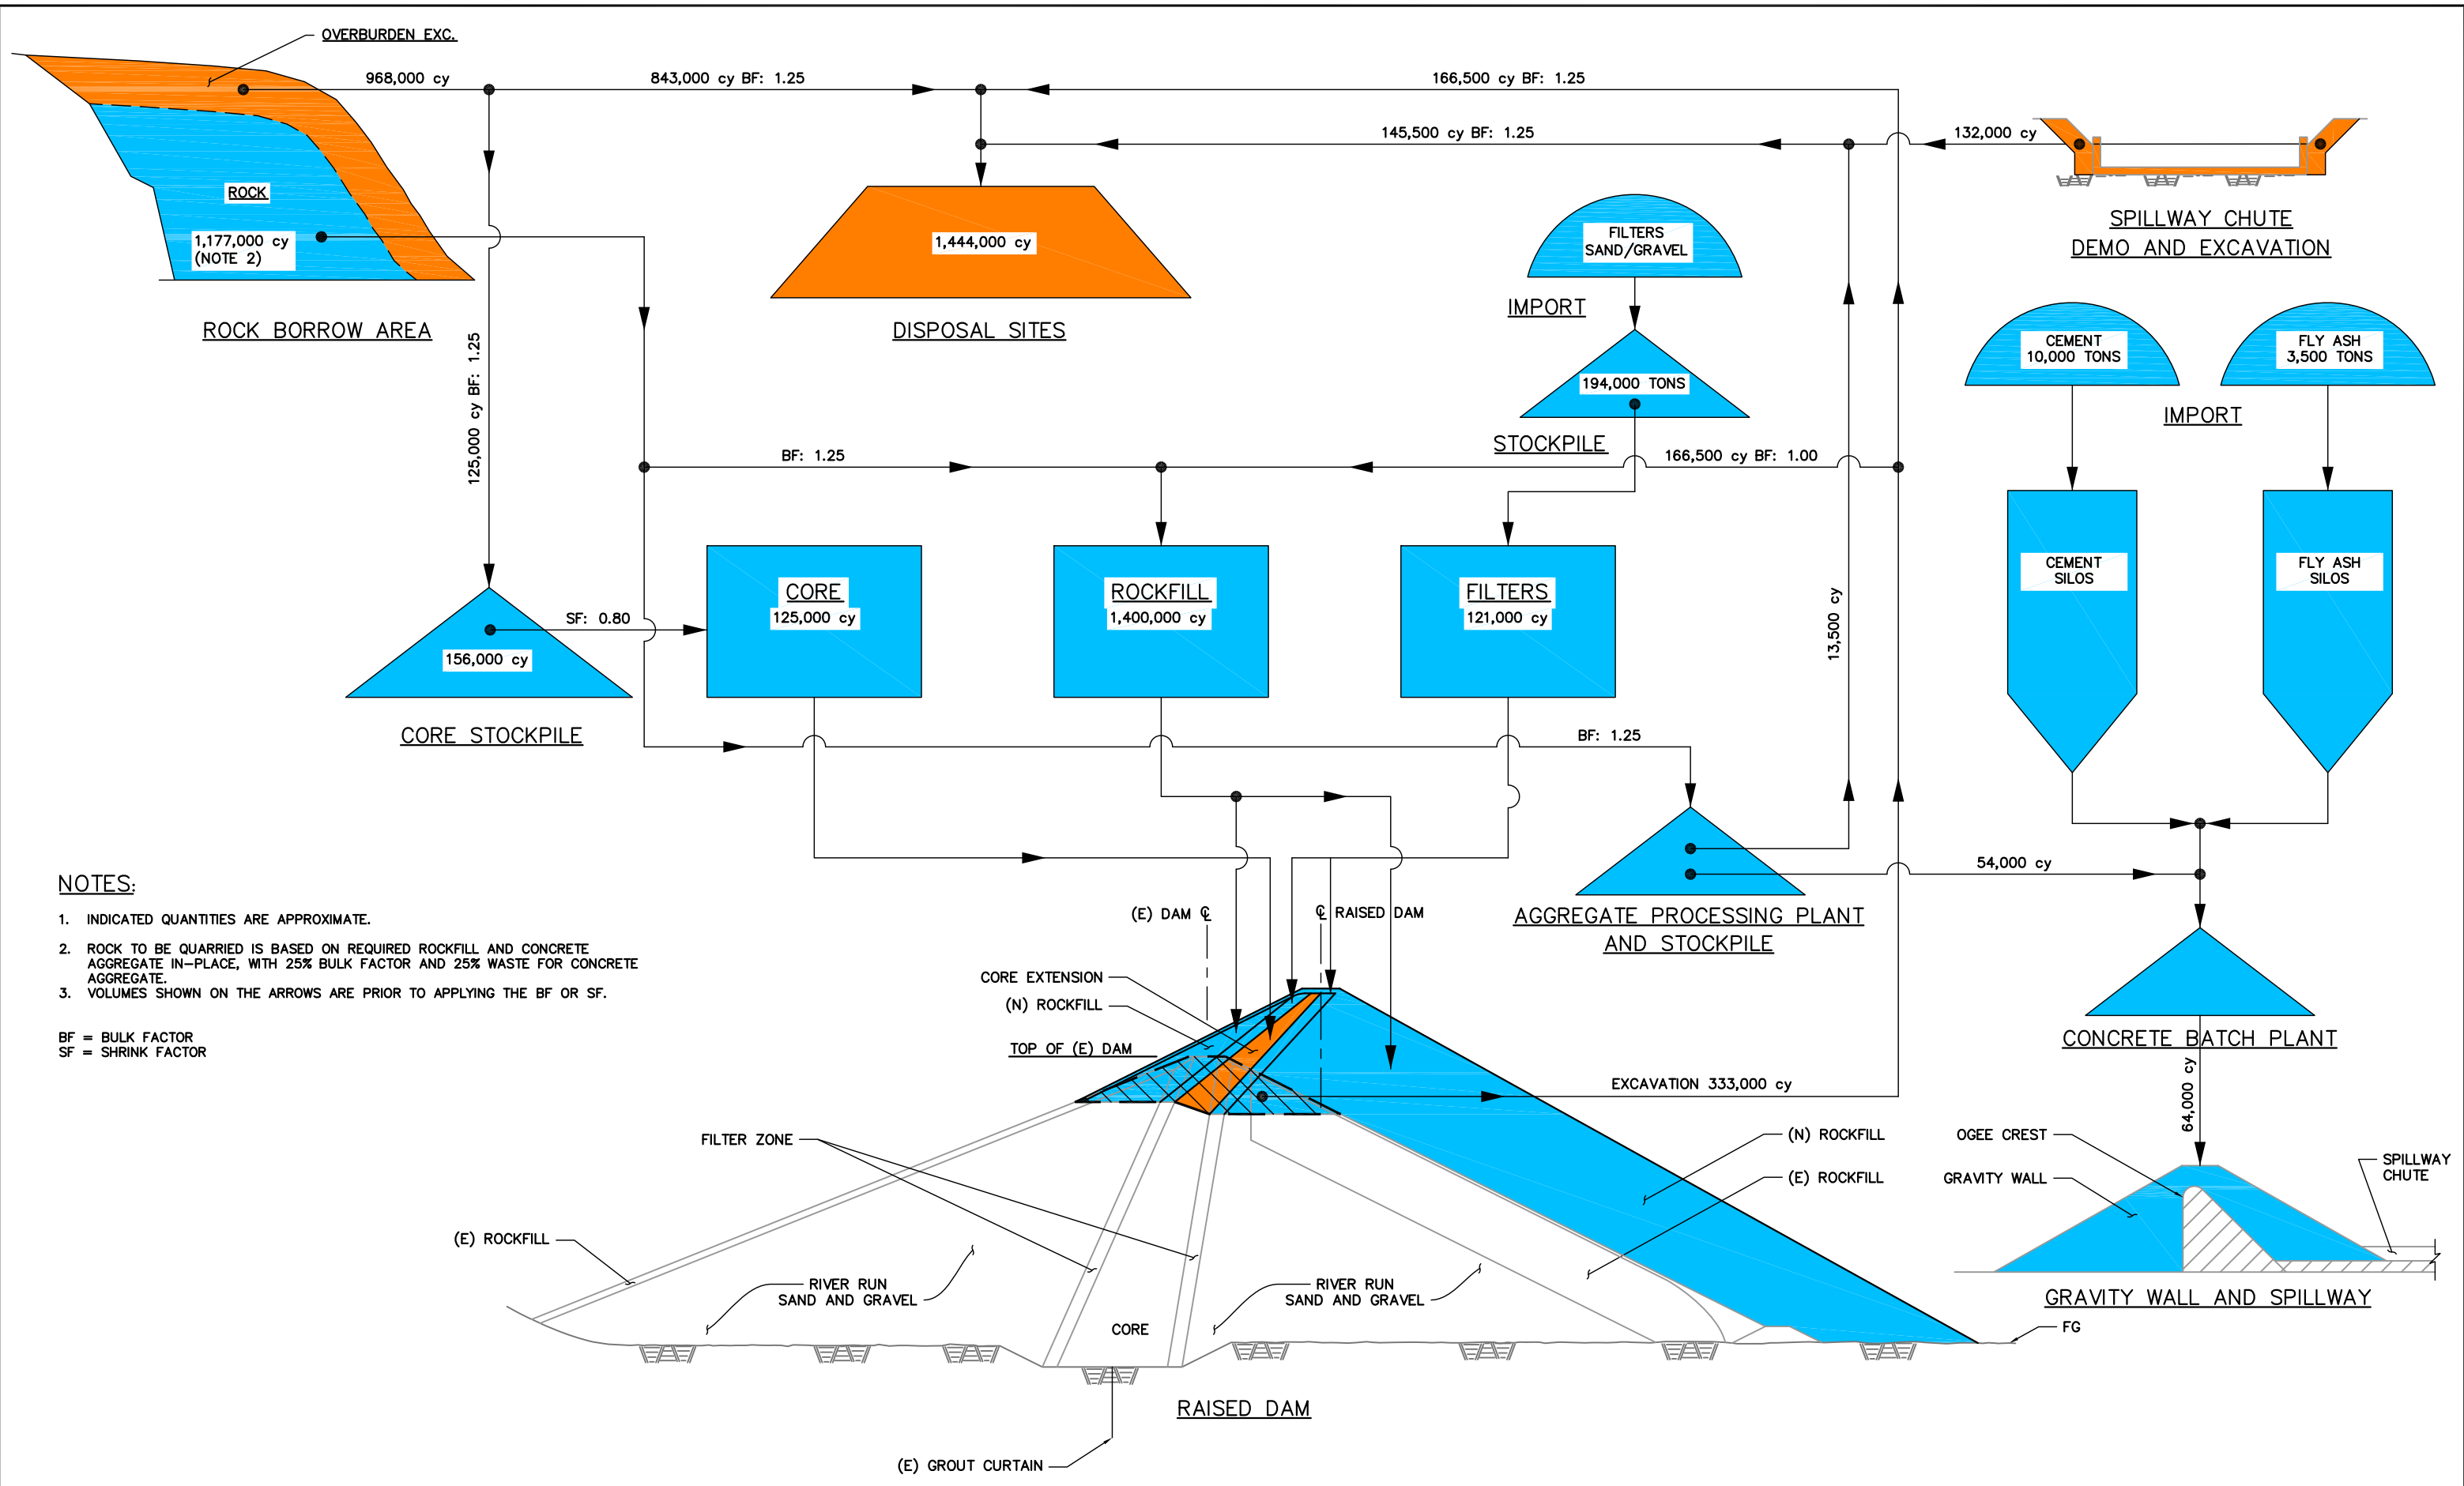 OVERBURDEN EXC.
968,000 cy
843,000 cy BF: 1.25
166,500 cy BF: 1.25
145,500 cy BF: 1.25
132,000 cy
ROCK
1,177,000 cy
(NOTE 2)
ROCK BORROW AREA
1,444,000 cy
DISPOSAL SITES
FILTERS
SAND/GRAVEL
IMPORT
194,000 TONS
STOCKPILE
SPILLWAY CHUTE
DEMO AND EXCAVATION
CEMENT
10,000 TONS
FLY ASH
3,500 TONS
IMPORT
125,000 cy BF: 1.25
BF: 1.25
166,500 cy BF: 1.00
CEMENT
SILOS
FLY ASH
SILOS
SF: 0.80
156,000 cy
CORE STOCKPILE
CORE
125,000 cy
ROCKFILL
1,400,000 cy
FILTERS
121,000 cy
13,500 cy
BF: 1.25
54,000 cy
AGGREGATE PROCESSING PLANT
AND STOCKPILE
CONCRETE BATCH PLANT
64,000 cy
NOTES:
1. INDICATED QUANTITIES ARE APPROXIMATE.
2. ROCK TO BE QUARRIED IS BASED ON REQUIRED ROCKFILL AND CONCRETE
AGGREGATE IN-PLACE, WITH 25% BULK FACTOR AND 25% WASTE FOR CONCRETE
AGGREGATE.
3. VOLUMES SHOWN ON THE ARROWS ARE PRIOR TO APPLYING THE BF OR SF.
BF = BULK FACTOR
SF = SHRINK FACTOR
(E) DAM ℄
℄ RAISED DAM
CORE EXTENSION
(N) ROCKFILL
TOP OF (E) DAM
EXCAVATION 333,000 cy
FILTER ZONE
(N) ROCKFILL
(E) ROCKFILL
(E) ROCKFILL
RIVER RUN
SAND AND GRAVEL
RIVER RUN
SAND AND GRAVEL
CORE
OGEE CREST
GRAVITY WALL
SPILLWAY
CHUTE
GRAVITY WALL AND SPILLWAY
FG
RAISED DAM
(E) GROUT CURTAIN